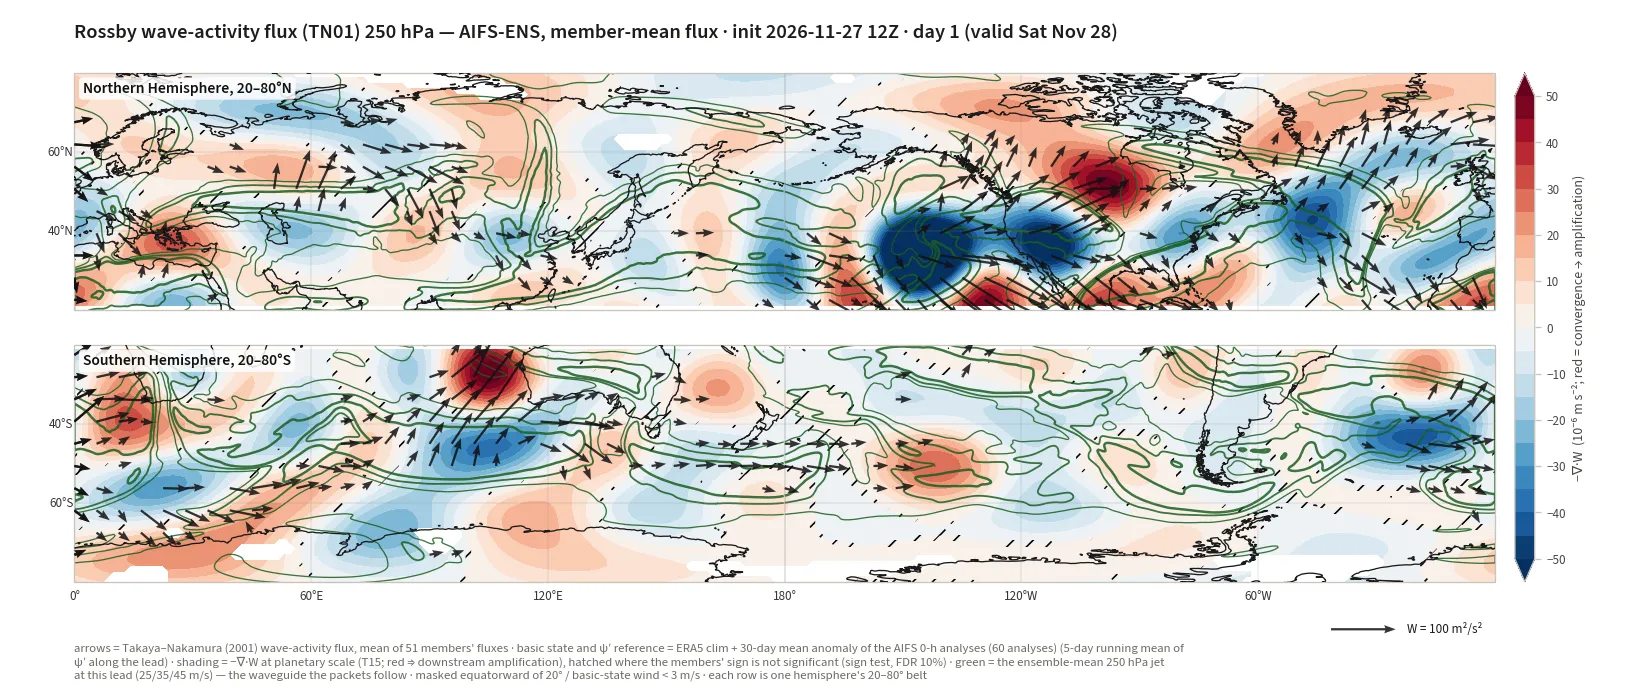 Rossby wave-activity flux (TN01) 250 hPa — AIFS-ENS, member-mean flux · init 2026-11-27 12Z · day 1 (valid Sat Nov 28)
Northern Hemisphere, 20–80°N
60°N
40°N
Southern Hemisphere, 20–80°S
40°S
60°S
0°
60°E
120°E
180°
120°W
60°W
50
40
30
20
10
0
−10
−20
−30
−40
−50
−∇·W (10⁻⁶ m s⁻²; red = convergence → amplification)
W = 100 m²/s²
arrows = Takaya–Nakamura (2001) wave-activity flux, mean of 51 members' fluxes · basic state and ψ' reference = ERA5 clim + 30-day mean anomaly of the AIFS 0-h analyses (60 analyses) (5-day running mean of
ψ' along the lead) · shading = −∇·W at planetary scale (T15; red ⇒ downstream amplification), hatched where the members' sign is not significant (sign test, FDR 10%) · green = the ensemble-mean 250 hPa jet
at this lead (25/35/45 m/s) — the waveguide the packets follow · masked equatorward of 20° / basic-state wind < 3 m/s · each row is one hemisphere's 20–80° belt